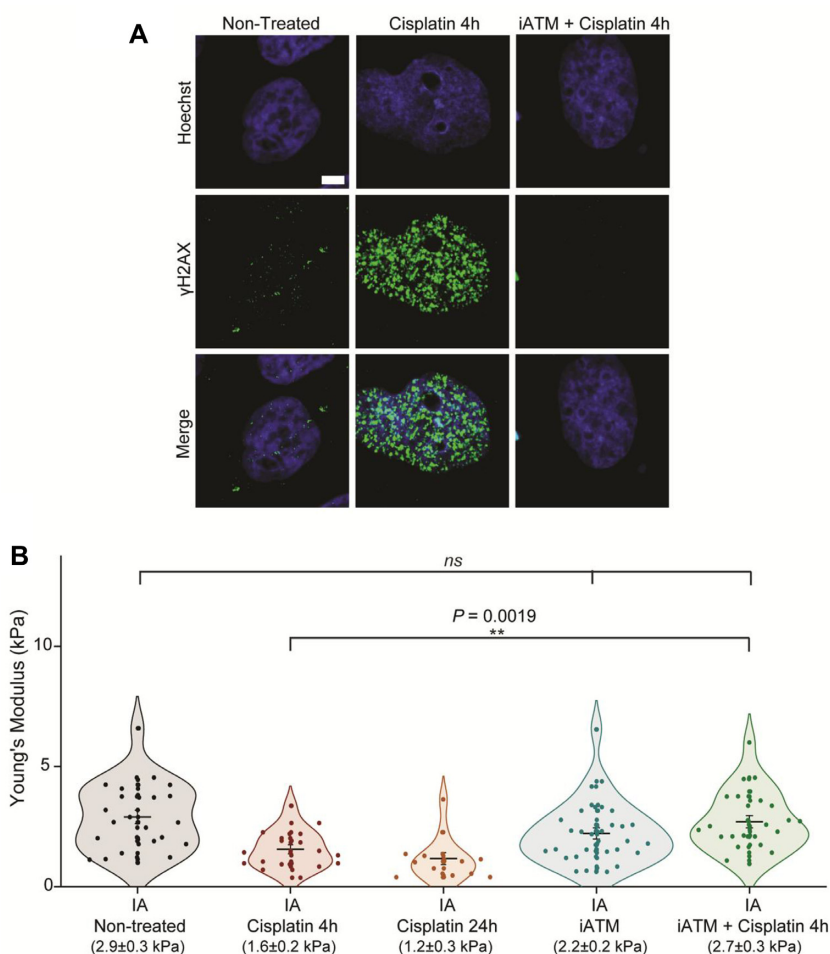 A
Non-Treated Cisplatin 4h iATM + Cisplatin 4h
Hoechst
γH2AX
Merge
B
ns
P = 0.0019
**
Young's Modulus (kPa)
10
5
0
IA IA IA IA IA
Non-treated Cisplatin 4h Cisplatin 24h iATM iATM + Cisplatin 4h
(2.9±0.3 kPa) (1.6±0.2 kPa) (1.2±0.3 kPa) (2.2±0.2 kPa) (2.7±0.3 kPa)